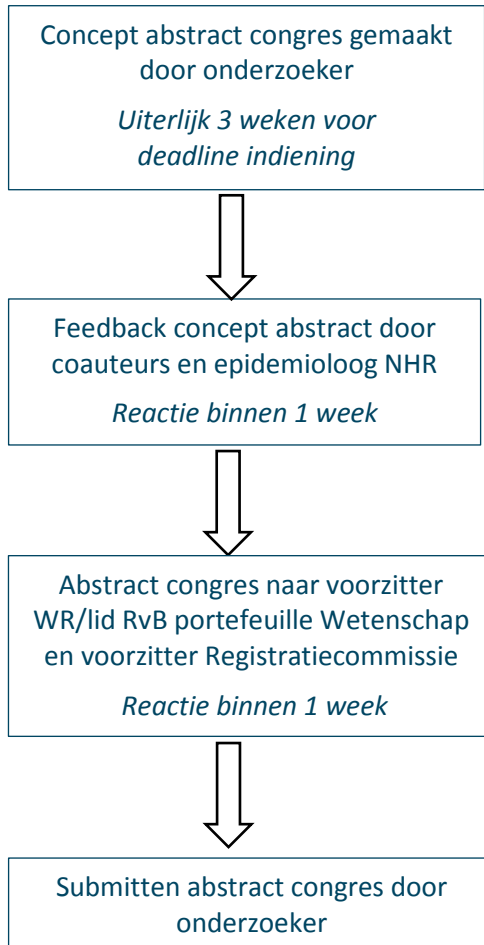 Concept abstract congres gemaakt
door onderzoeker
Uiterlijk 3 weken voor
deadline indiening
Feedback concept abstract door
coauteurs en epidemioloog NHR
Reactie binnen 1 week
Abstract congres naar voorzitter
WR/lid RvB portefeuille Wetenschap
en voorzitter Registratiecommissie
Reactie binnen 1 week
Submitten abstract congres door
onderzoeker